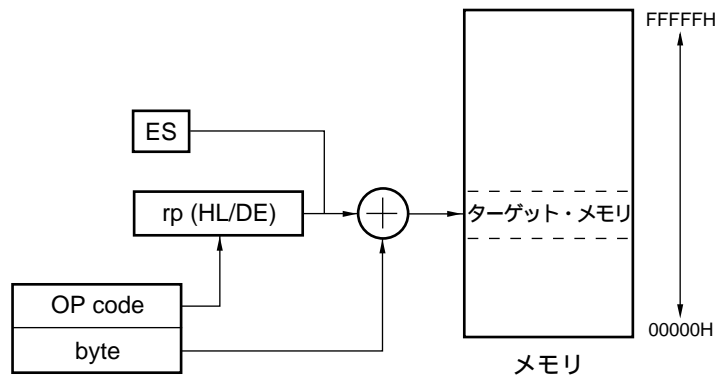 FFFFFH
ES
rp (HL/DE)
ターゲット・メモリ
OP code
byte
00000H
メモリ